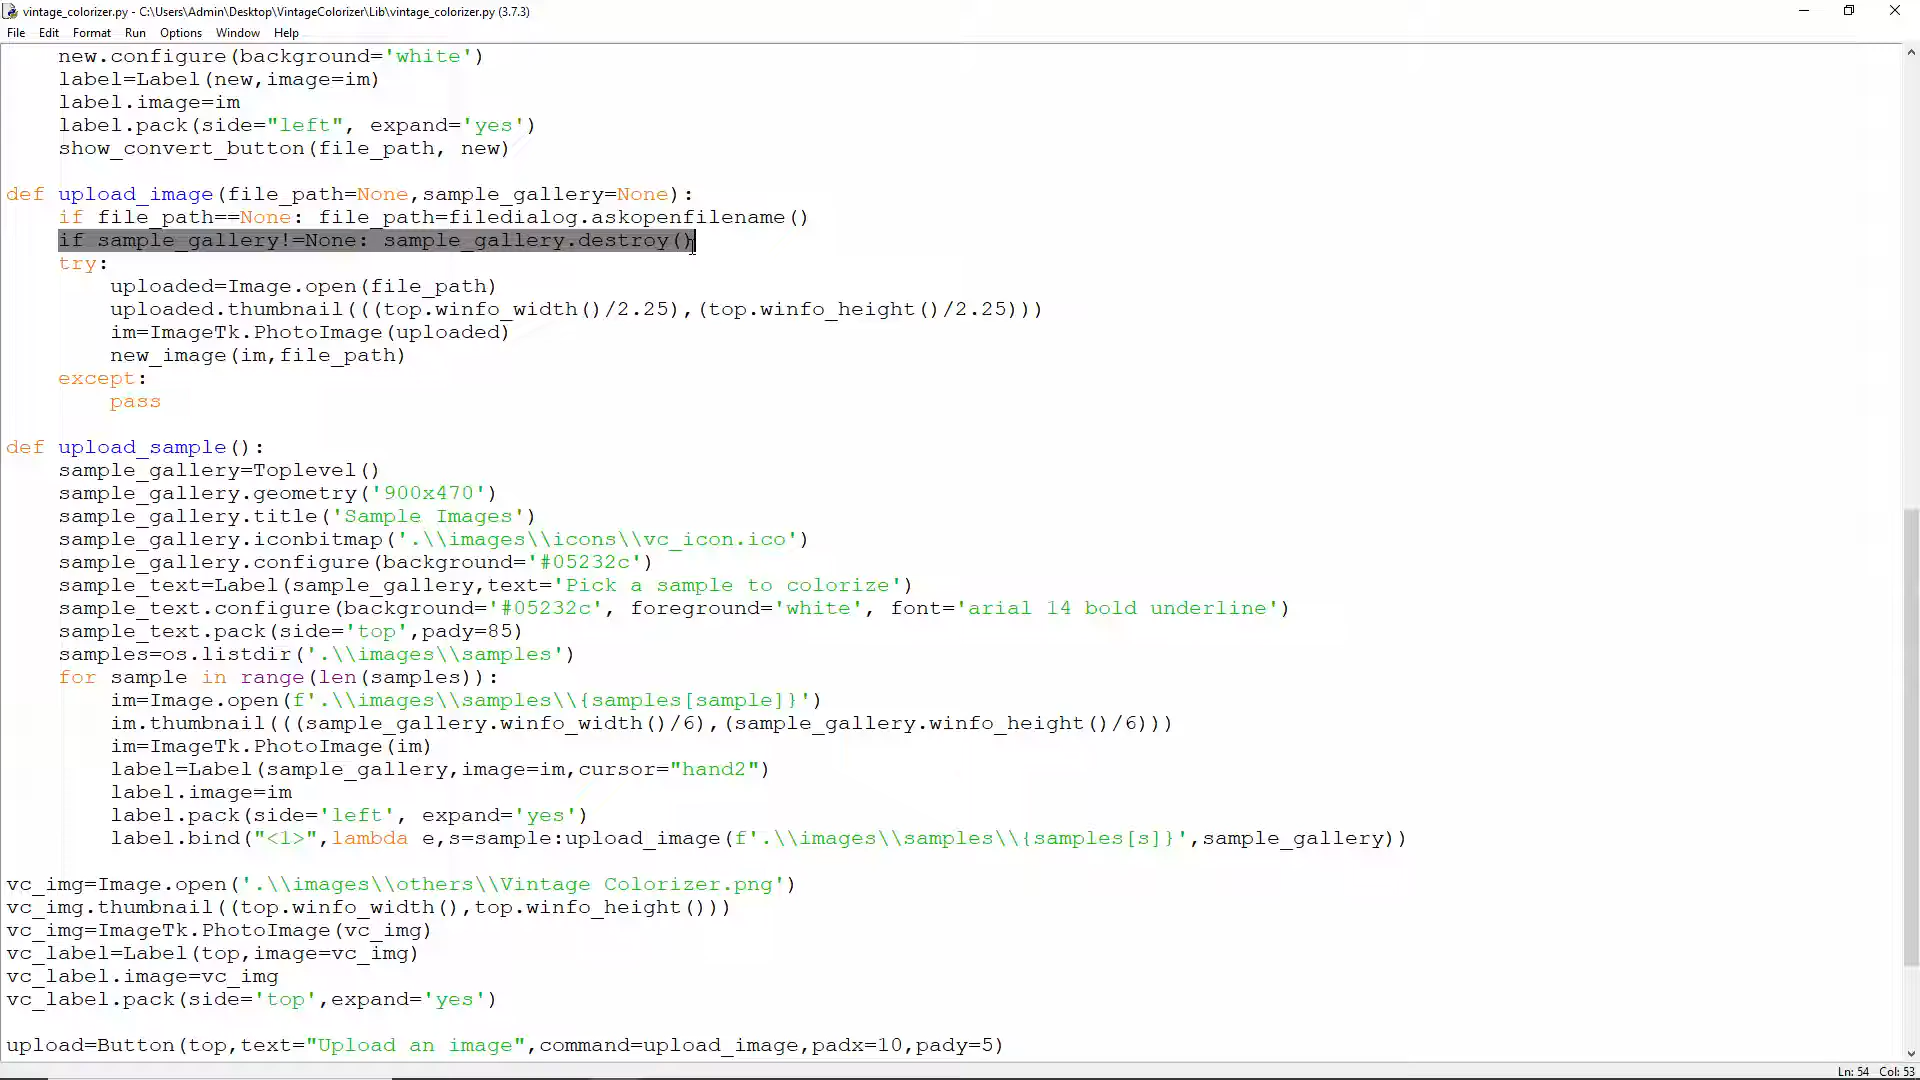 vintage_colorizer.py - C:\Users\Admin\Desktop\VintageColorizer\Lib\vintage_colorizer.py (3.7.3)
File Edit Format Run Options Window Help
    new.configure(background='white')
    label=Label(new,image=im)
    label.image=im
    label.pack(side="left", expand='yes')
    show_convert_button(file_path, new)
def upload_image(file_path=None,sample_gallery=None):
    if file_path==None: file_path=filedialog.askopenfilename()
    if sample_gallery!=None: sample_gallery.destroy()
    try:
        uploaded=Image.open(file_path)
        uploaded.thumbnail(((top.winfo_width()/2.25),(top.winfo_height()/2.25)))
        im=ImageTk.PhotoImage(uploaded)
        new_image(im,file_path)
    except:
        pass
def upload_sample():
    sample_gallery=Toplevel()
    sample_gallery.geometry('900x470')
    sample_gallery.title('Sample Images')
    sample_gallery.iconbitmap('.\\images\\icons\\vc_icon.ico')
    sample_gallery.configure(background='#05232c')
    sample_text=Label(sample_gallery,text='Pick a sample to colorize')
    sample_text.configure(background='#05232c', foreground='white', font='arial 14 bold underline')
    sample_text.pack(side='top',pady=85)
    samples=os.listdir('.\\images\\samples')
    for sample in range(len(samples)):
        im=Image.open(f'.\\images\\samples\\{samples[sample]}')
        im.thumbnail(((sample_gallery.winfo_width()/6),(sample_gallery.winfo_height()/6)))
        im=ImageTk.PhotoImage(im)
        label=Label(sample_gallery,image=im,cursor="hand2")
        label.image=im
        label.pack(side='left', expand='yes')
        label.bind("<1>",lambda e,s=sample:upload_image(f'.\\images\\samples\\{samples[s]}',sample_gallery))
vc_img=Image.open('.\\images\\others\\Vintage Colorizer.png')
vc_img.thumbnail((top.winfo_width(),top.winfo_height()))
vc_img=ImageTk.PhotoImage(vc_img)
vc_label=Label(top,image=vc_img)
vc_label.image=vc_img
vc_label.pack(side='top',expand='yes')
upload=Button(top,text="Upload an image",command=upload_image,padx=10,pady=5)
Ln: 54 Col: 53